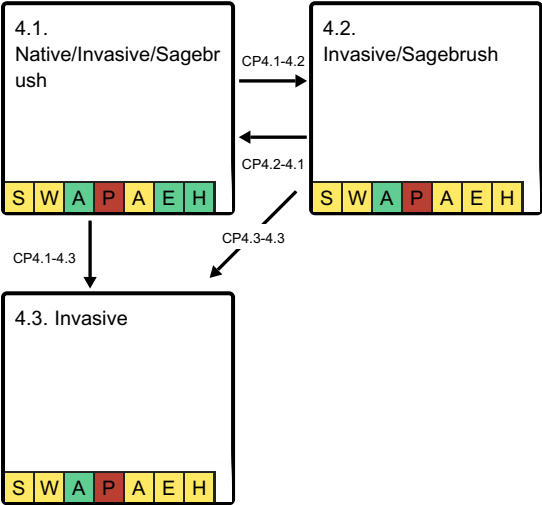 4.1.
Native/Invasive/Sagebr
ush
S W A P A E H
CP4.1-4.2
CP4.2-4.1
4.2.
Invasive/Sagebrush
S W A P A E H
CP4.1-4.3
CP4.3-4.3
4.3. Invasive
S W A P A E H